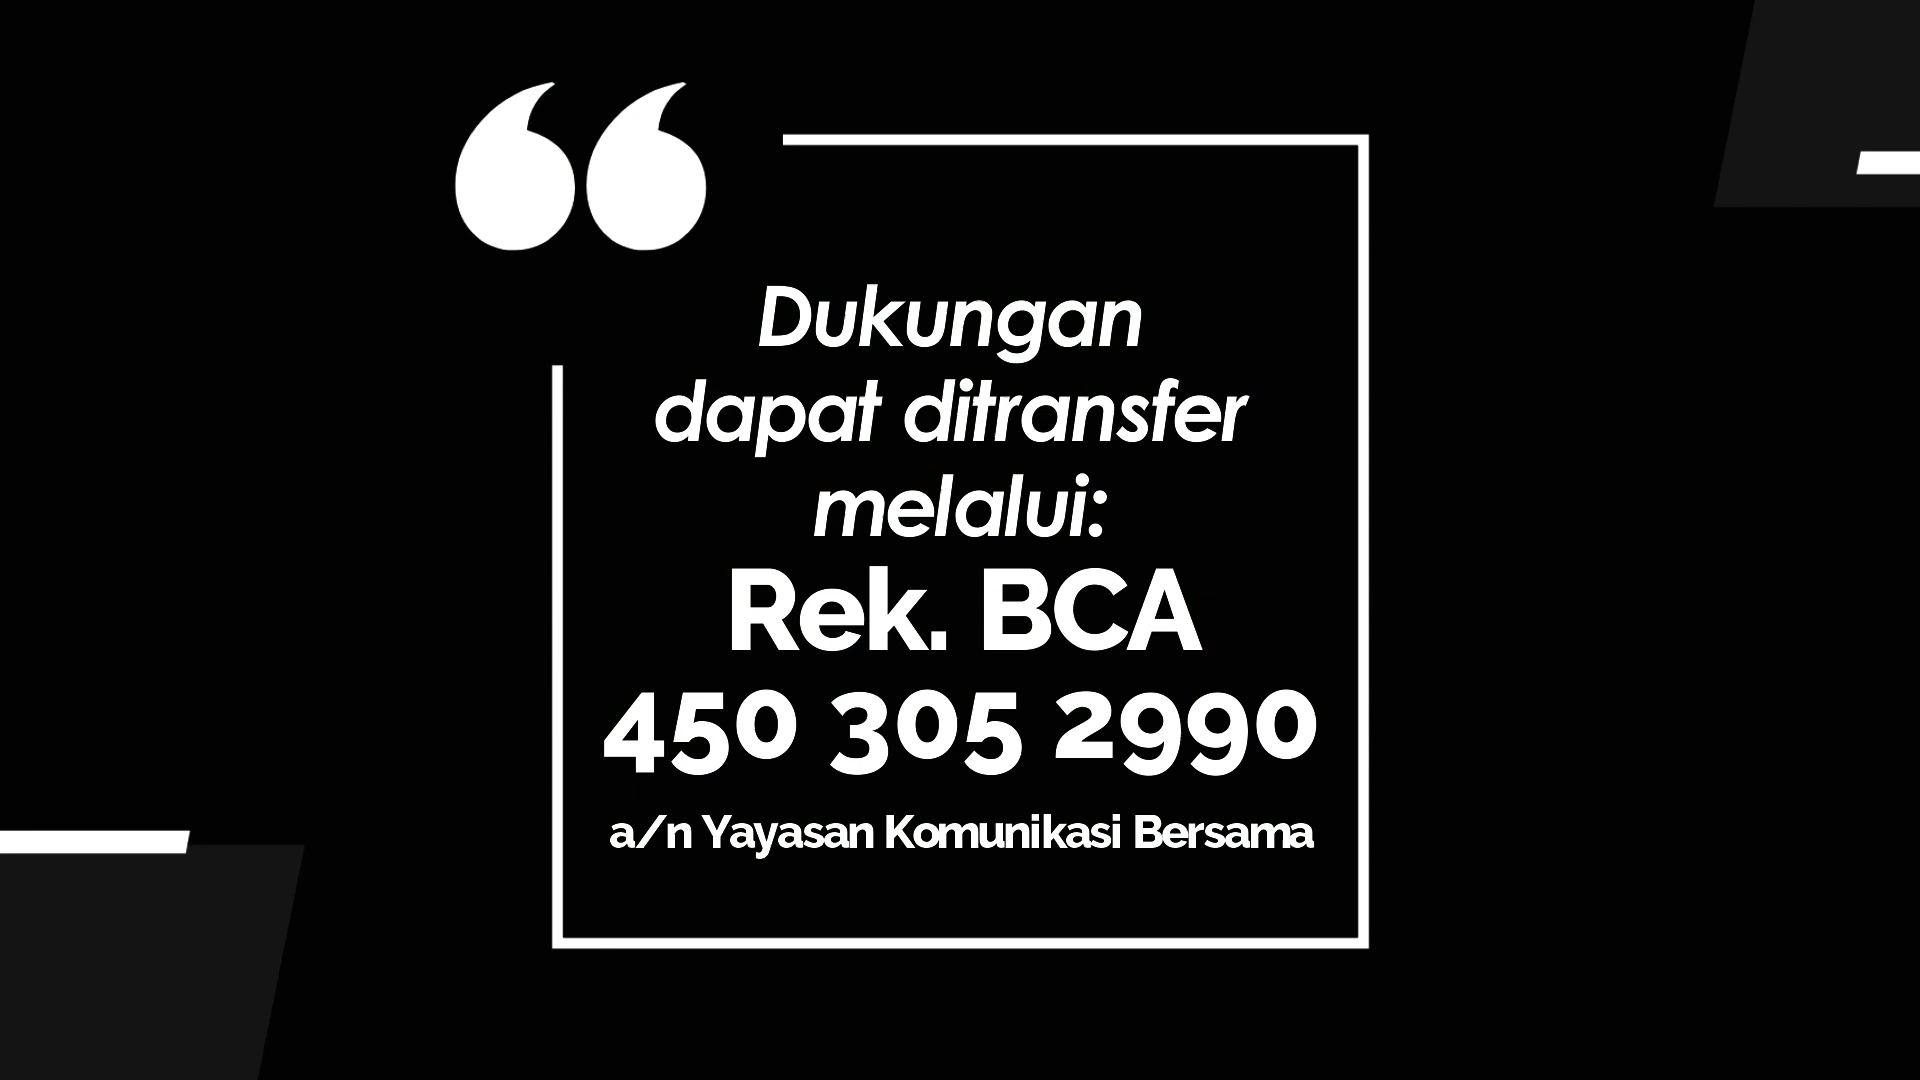 Dukungan
dapat ditransfer
melalui:
Rek. BCA
450 305 2990
a/n Yayasan Komunikasi Bersama